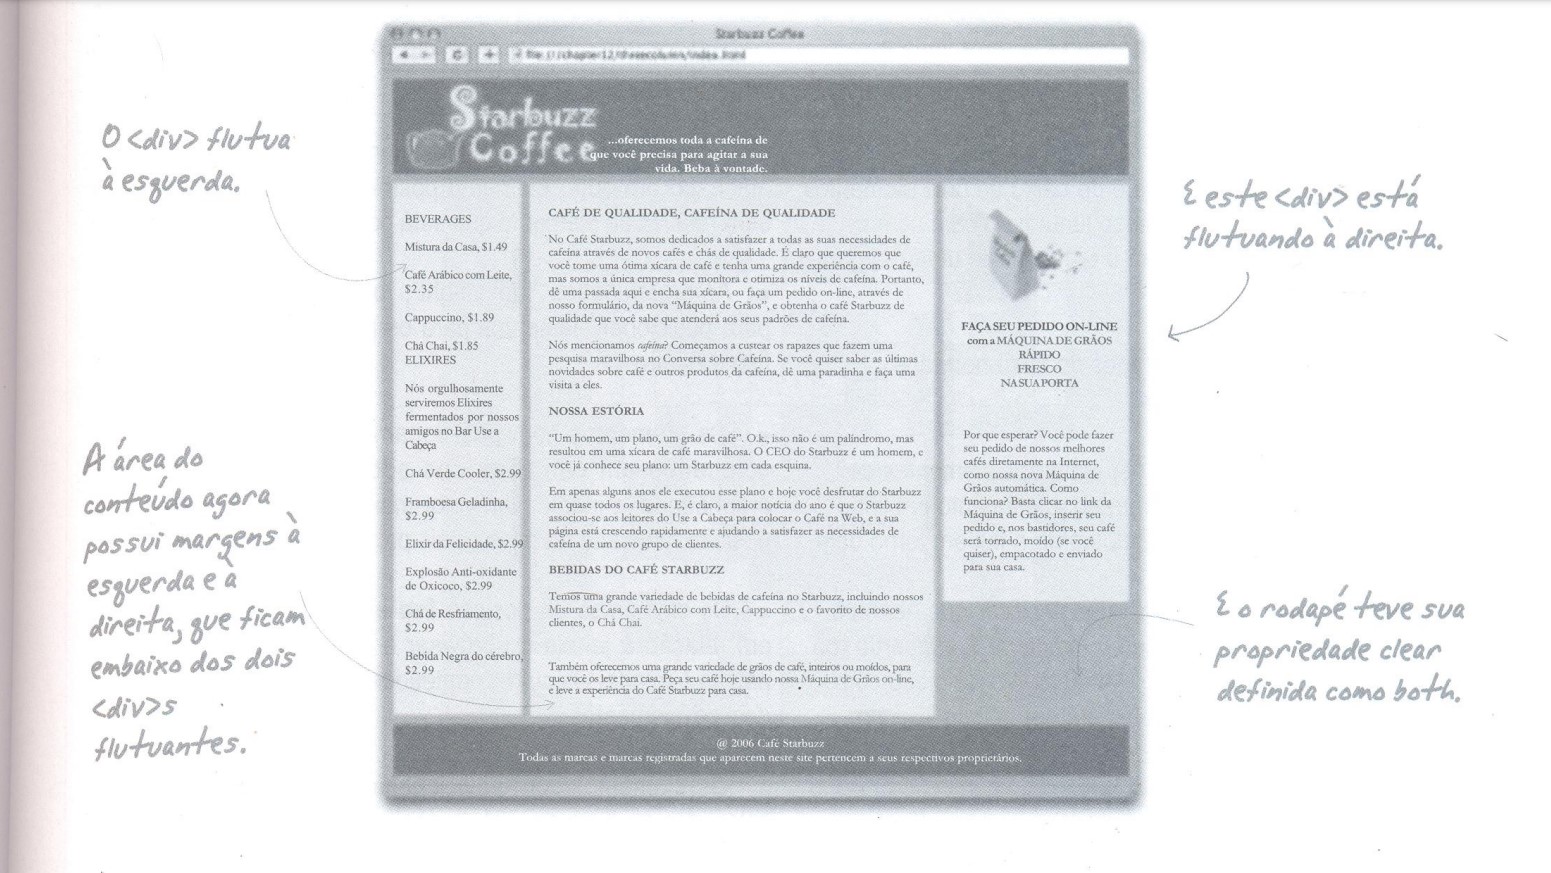 Starbuzz Coffee
O <div> flutua
à esquerda.
Starbuzz
Coffee
...oferecemos toda a cafeína de
que você precisa para agitar a sua
vida. Beba à vontade.
E este <div> está
flutuando à direita.
BEVERAGES
Mistura da Casa, $1.49
Café Arábico com Leite,
$2.35
Cappuccino, $1.89
Chá Chai, $1.85
ELIXIRES
Nós orgulhosamente
serviremos Elixires
fermentados por nossos
amigos no Bar Use a
Cabeça
Chá Verde Cooler, $2.99
Framboesa Geladinha,
$2.99
Elixir da Felicidade, $2.99
Explosão Anti-oxidante
de Oxicoco, $2.99
Chá de Resfriamento,
$2.99
Bebida Negra do cérebro,
$2.99
CAFÉ DE QUALIDADE, CAFEÍNA DE QUALIDADE
No Café Starbuzz, somos dedicados a satisfazer a todas as suas necessidades de
cafeína através de novos cafés e chás de qualidade. É claro que queremos que
você tome uma ótima xícara de café e tenha uma grande experiência com o café,
mas somos a única empresa que monitora e otimiza os níveis de cafeína. Portanto,
dê uma passada aqui e encha sua xícara, ou faça um pedido on-line, através de
nosso formulário, da nova “Máquina de Grãos”, e obtenha o café Starbuzz de
qualidade que você sabe que atenderá aos seus padrões de cafeína.
Nós mencionamos cafeína? Começamos a custear os rapazes que fazem uma
pesquisa maravilhosa no Conversa sobre Cafeína. Se você quiser saber as últimas
novidades sobre café e outros produtos da cafeína, dê uma paradinha e faça uma
visita a eles.
NOSSA ESTÓRIA
“Um homem, um plano, um grão de café”. O.k., isso não é um palíndromo, mas
resultou em uma xícara de café maravilhosa. O CEO do Starbuzz é um homem, e
você já conhece seu plano: um Starbuzz em cada esquina.
Em apenas alguns anos ele executou esse plano e hoje você desfrutar do Starbuzz
em quase todos os lugares. E, é claro, a maior notícia do ano é que o Starbuzz
associou-se aos leitores do Use a Cabeça para colocar o Café na Web, e a sua
página está crescendo rapidamente e ajudando a satisfazer as necessidades de
cafeína de um novo grupo de clientes.
BEBIDAS DO CAFÉ STARBUZZ
Temos uma grande variedade de bebidas de cafeína no Starbuzz, incluindo nossos
Mistura da Casa, Café Arábico com Leite, Cappuccino e o favorito de nossos
clientes, o Chá Chai.
Também oferecemos uma grande variedade de grãos de café, inteiros ou moídos, para
que você os leve para casa. Peça seu café hoje usando nossa Máquina de Grãos on-line,
e leve a experiência do Café Starbuzz para casa.
FAÇA SEU PEDIDO ON-LINE
com a MÁQUINA DE GRÃOS
RÁPIDO
FRESCO
NA SUA PORTA
Por que esperar? Você pode fazer
seu pedido de nossos melhores
cafés diretamente na Internet,
como nossa nova Máquina de
Grãos automática. Como
funciona? Basta clicar no link da
Máquina de Grãos, inserir seu
pedido e, nos bastidores, seu café
será torrado, moído (se você
quiser), empacotado e enviado
para sua casa.
A área do
conteúdo agora
possui margens à
esquerda e à
direita, que ficam
embaixo dos dois
<div>s
flutuantes.
E o rodapé teve sua
propriedade clear
definida como both.
@ 2006 Café Starbuzz
Todas as marcas e marcas registradas que aparecem neste site pertencem a seus respectivos proprietários.